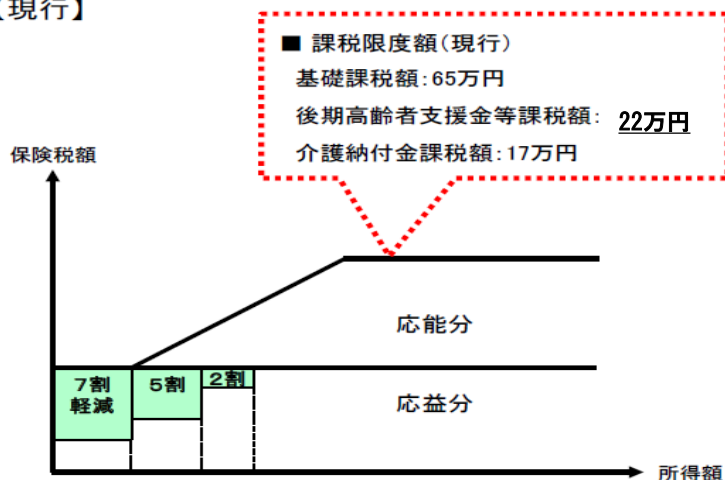 【現行】
■ 課税限度額(現行)
基礎課税額:65万円
後期高齢者支援金等課税額: 22万円
介護納付金課税額:17万円
保険税額
応能分
7割
軽減
5割
2割
応益分
所得額